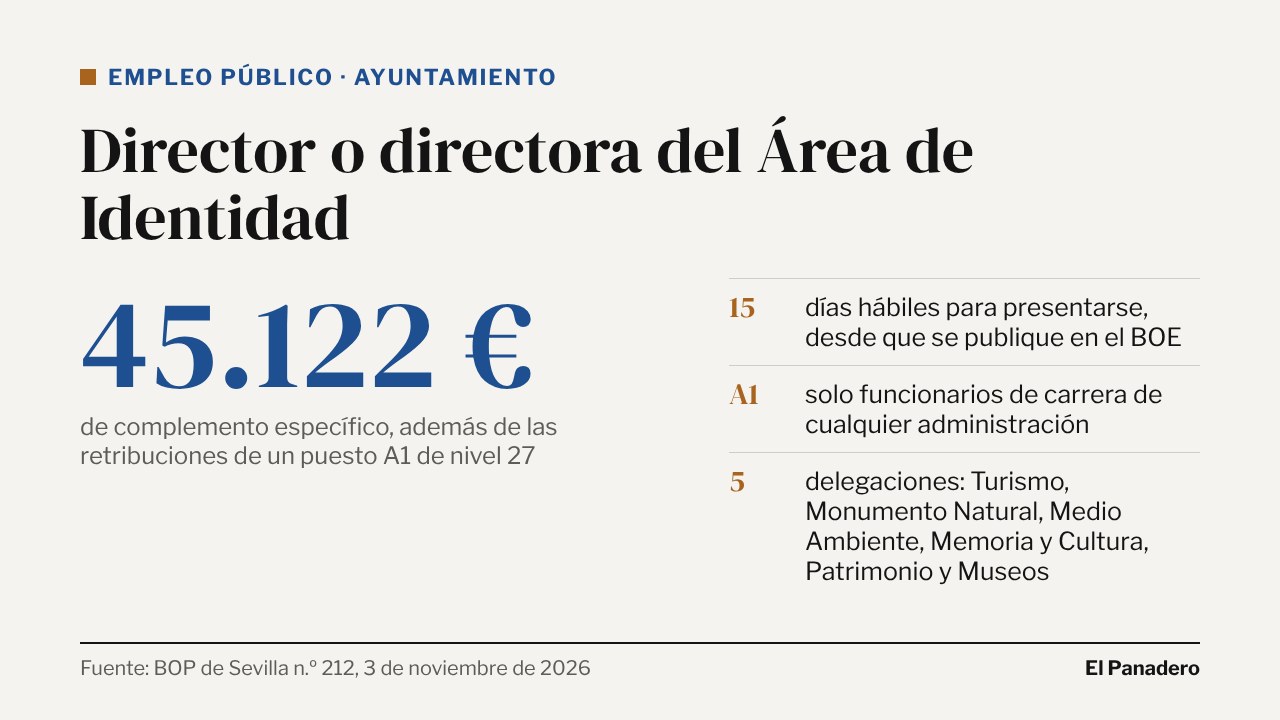 EMPLEO PÚBLICO · AYUNTAMIENTO
Director o directora del Área de
Identidad
45.122 €
de complemento específico, además de las
retribuciones de un puesto A1 de nivel 27
15 días hábiles para presentarse,
desde que se publique en el BOE
A1 solo funcionarios de carrera de
cualquier administración
5 delegaciones: Turismo,
Monumento Natural, Medio
Ambiente, Memoria y Cultura,
Patrimonio y Museos
Fuente: BOP de Sevilla n.º 212, 3 de noviembre de 2026
El Panadero